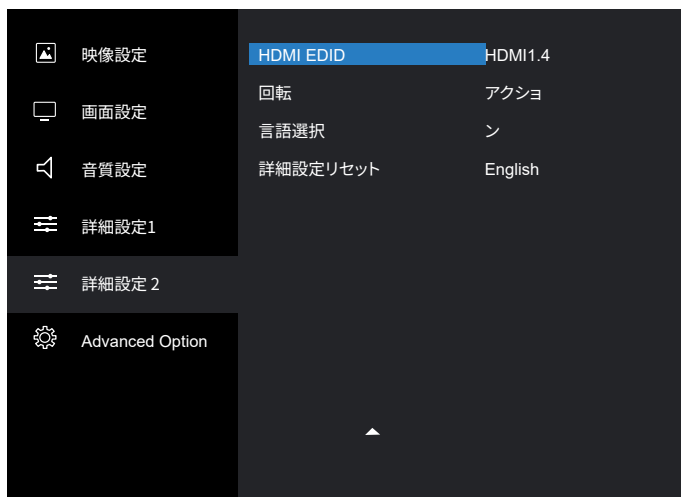 映像設定
画面設定
音質設定
詳細設定1
詳細設定 2
Advanced Option
HDMI EDID HDMI1.4
回転 アクショ
言語選択 ン
詳細設定リセット English